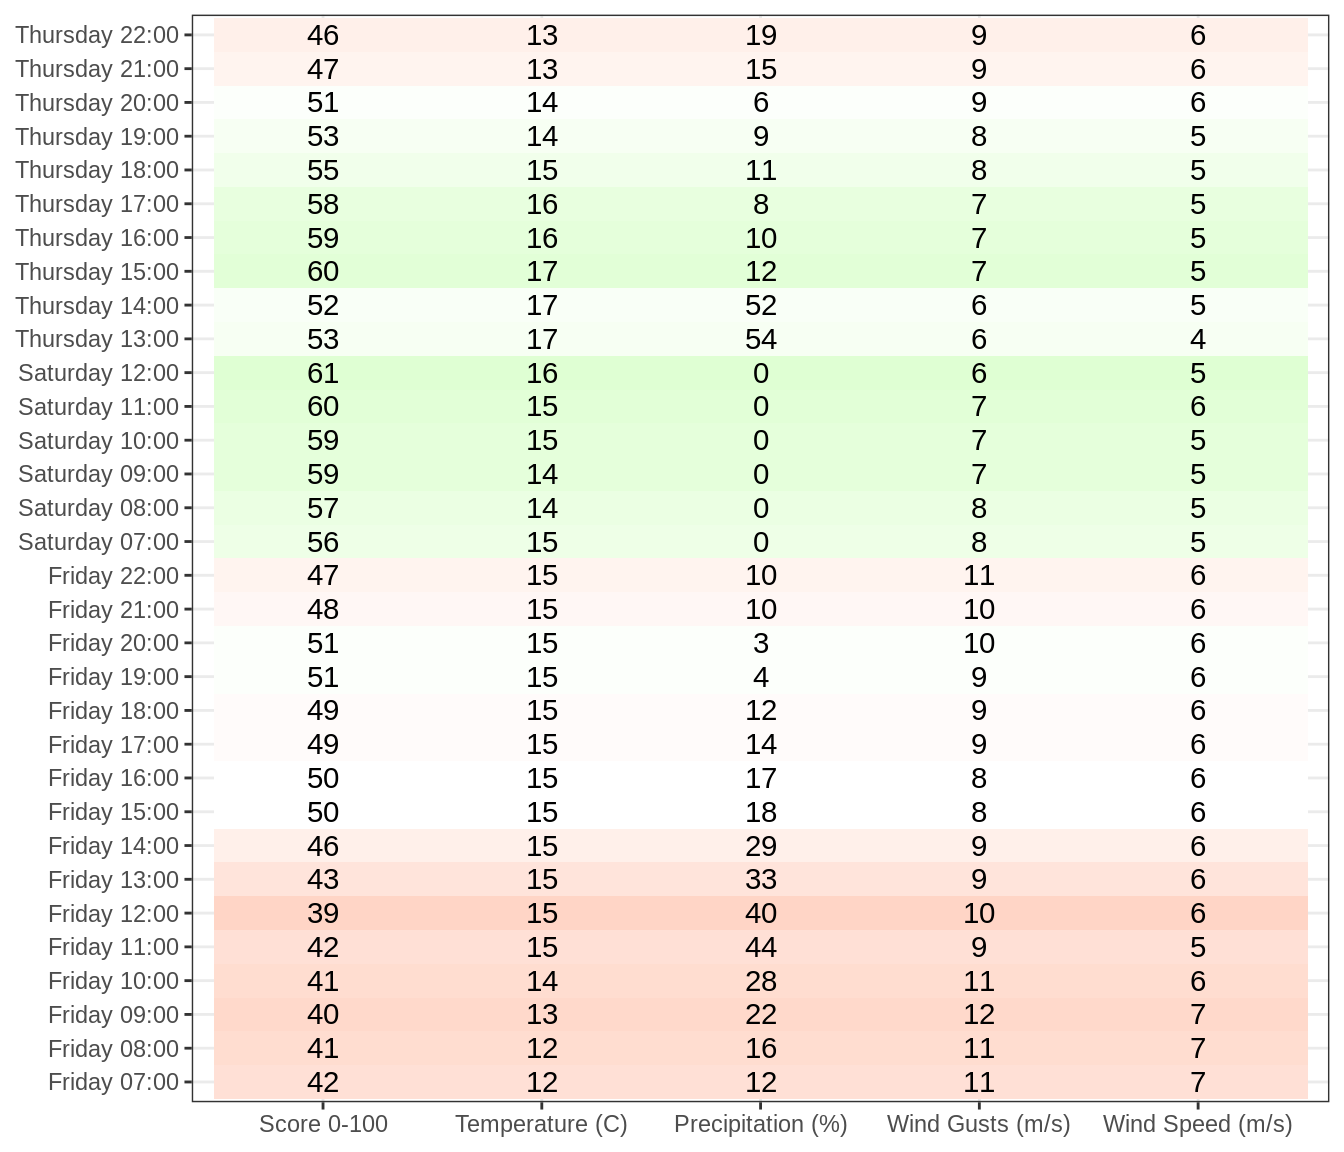 Thursday 22:00 46 13 19 9 6
Thursday 21:00 47 13 15 9 6
Thursday 20:00 51 14 6 9 6
Thursday 19:00 53 14 9 8 5
Thursday 18:00 55 15 11 8 5
Thursday 17:00 58 16 8 7 5
Thursday 16:00 59 16 10 7 5
Thursday 15:00 60 17 12 7 5
Thursday 14:00 52 17 52 6 5
Thursday 13:00 53 17 54 6 4
Saturday 12:00 61 16 0 6 5
Saturday 11:00 60 15 0 7 6
Saturday 10:00 59 15 0 7 5
Saturday 09:00 59 14 0 7 5
Saturday 08:00 57 14 0 8 5
Saturday 07:00 56 15 0 8 5
Friday 22:00 47 15 10 11 6
Friday 21:00 48 15 10 10 6
Friday 20:00 51 15 3 10 6
Friday 19:00 51 15 4 9 6
Friday 18:00 49 15 12 9 6
Friday 17:00 49 15 14 9 6
Friday 16:00 50 15 17 8 6
Friday 15:00 50 15 18 8 6
Friday 14:00 46 15 29 9 6
Friday 13:00 43 15 33 9 6
Friday 12:00 39 15 40 10 6
Friday 11:00 42 15 44 9 5
Friday 10:00 41 14 28 11 6
Friday 09:00 40 13 22 12 7
Friday 08:00 41 12 16 11 7
Friday 07:00 42 12 12 11 7
Score 0-100 Temperature (C) Precipitation (%) Wind Gusts (m/s) Wind Speed (m/s)